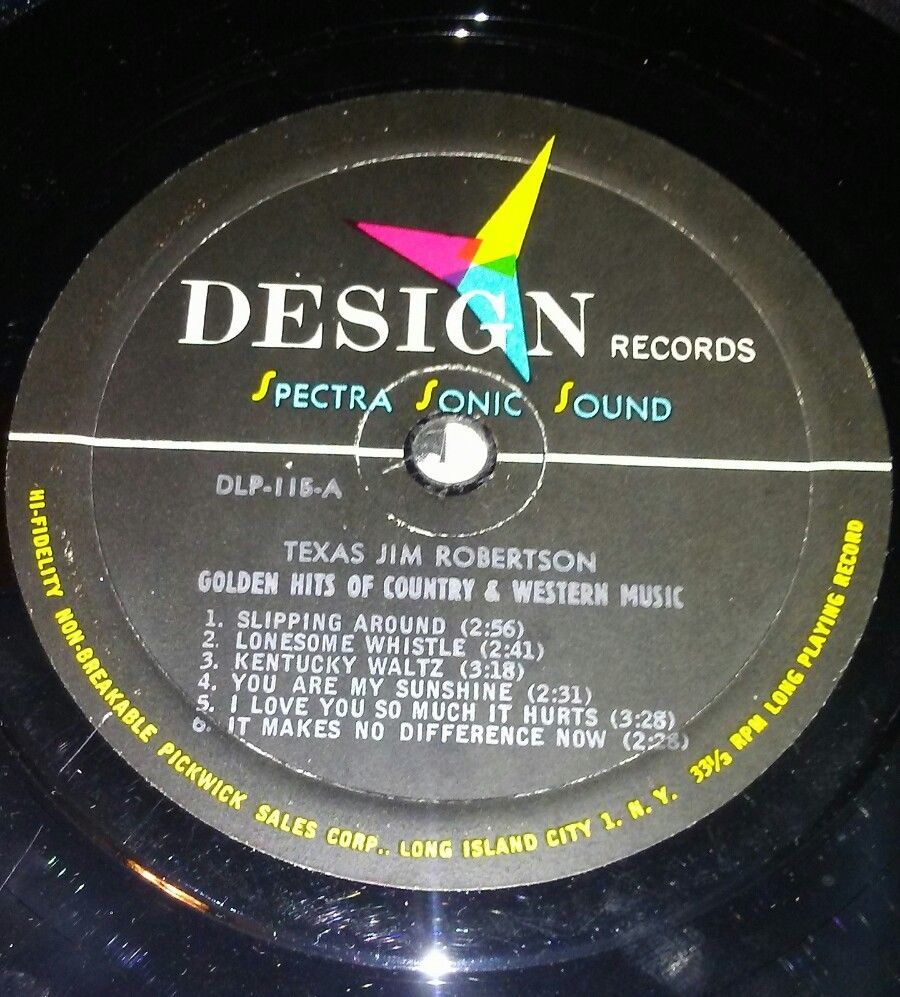 DESIGN RECORDS
SPECTRA SONIC SOUND
DLP-115-A
TEXAS JIM ROBERTSON
GOLDEN HITS OF COUNTRY & WESTERN MUSIC
1. SLIPPING AROUND (2:56)
2. LONESOME WHISTLE (2:41)
3. KENTUCKY WALTZ (3:18)
4. YOU ARE MY SUNSHINE (2:31)
5. I LOVE YOU SO MUCH IT HURTS (3:28)
6. IT MAKES NO DIFFERENCE NOW (2:26)
HI-FIDELITY NON-BREAKABLE PICKWICK SALES CORP.. LONG ISLAND CITY 1. N. Y. 33⅓ RPM LONG PLAYING RECORD